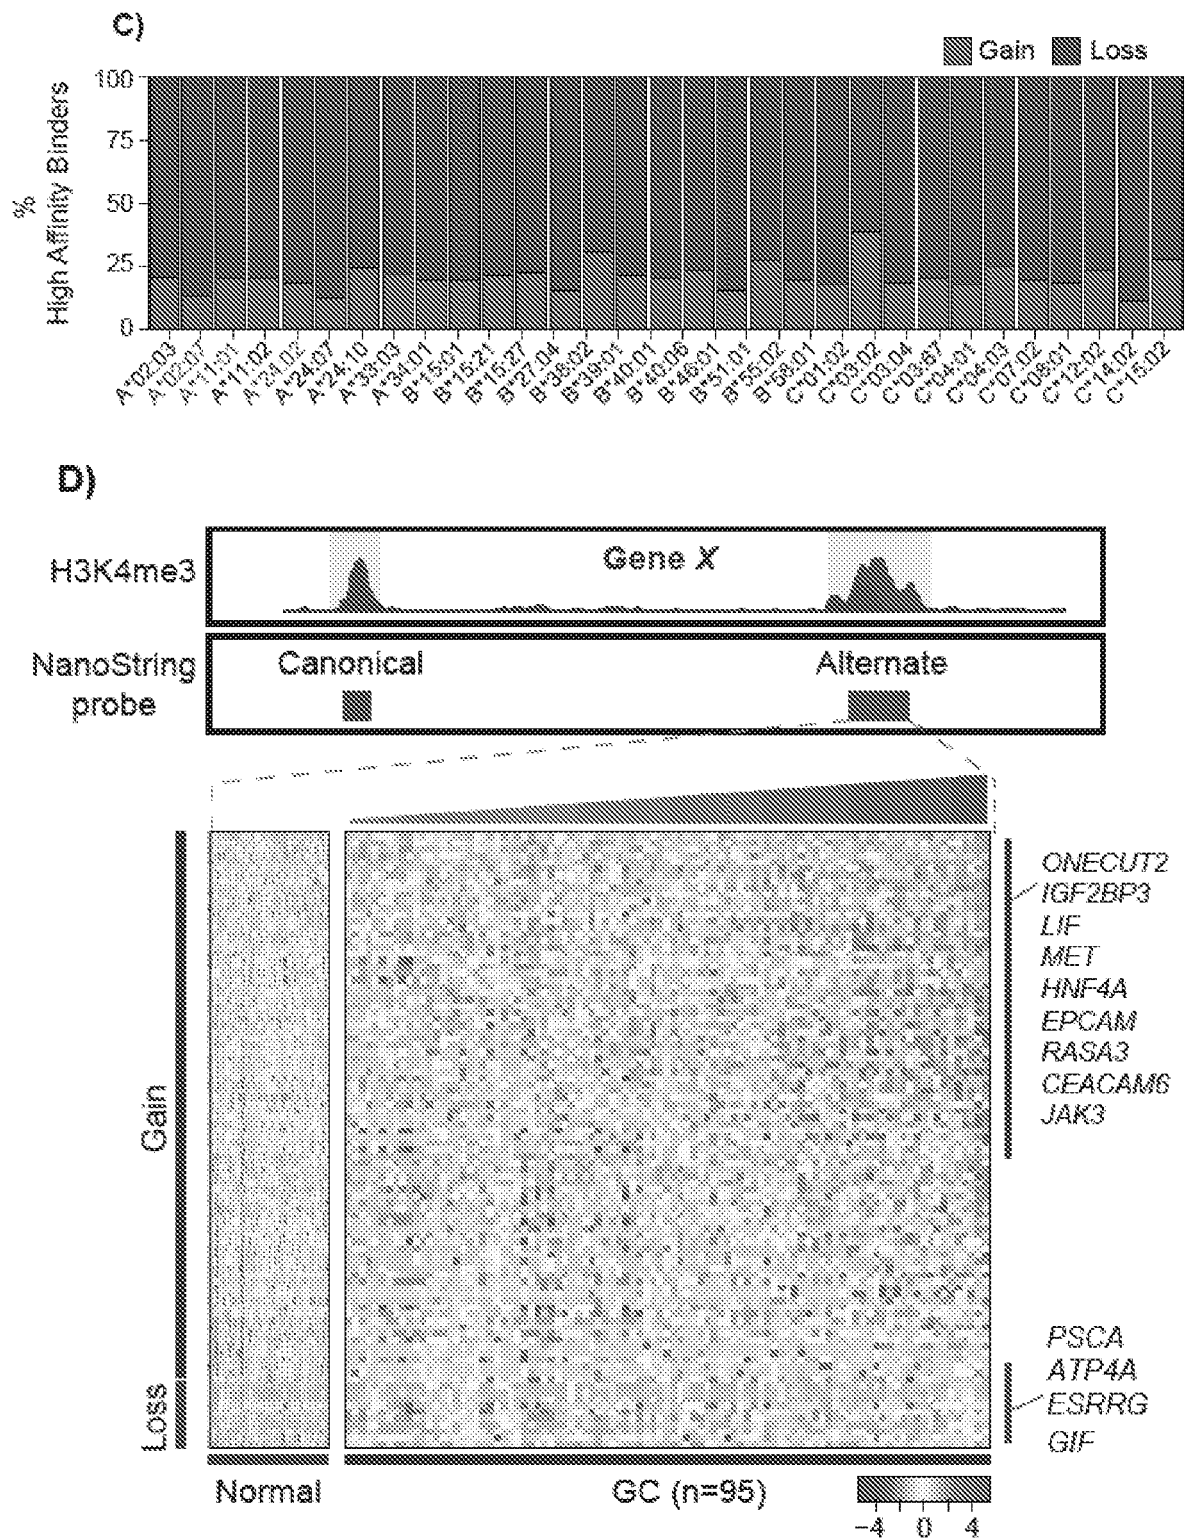 C)
Gain Loss
% High Affinity Binders
100
75
50
25
0
A*02:03 A*02:07 A*11:01 A*11:02 A*24:02 A*24:07 A*24:10 A*33:03 A*34:01 B*15:01 B*15:21 B*15:27 B*27:04 B*38:02 B*39:01 B*40:01 B*40:06 B*46:01 B*51:01 B*55:02 B*58:01 C*01:02 C*03:02 C*03:04 C*03:67 C*04:01 C*04:03 C*07:02 C*08:01 C*12:02 C*14:02 C*15:02
D)
H3K4me3
Gene X
NanoString probe
Canonical Alternate
ONECUT2
IGF2BP3
LIF
MET
HNF4A
EPCAM
RASA3
CEACAM6
JAK3
Gain
PSCA
ATP4A
ESRRG
GIF
Loss
Normal GC (n=95)
−4 0 4